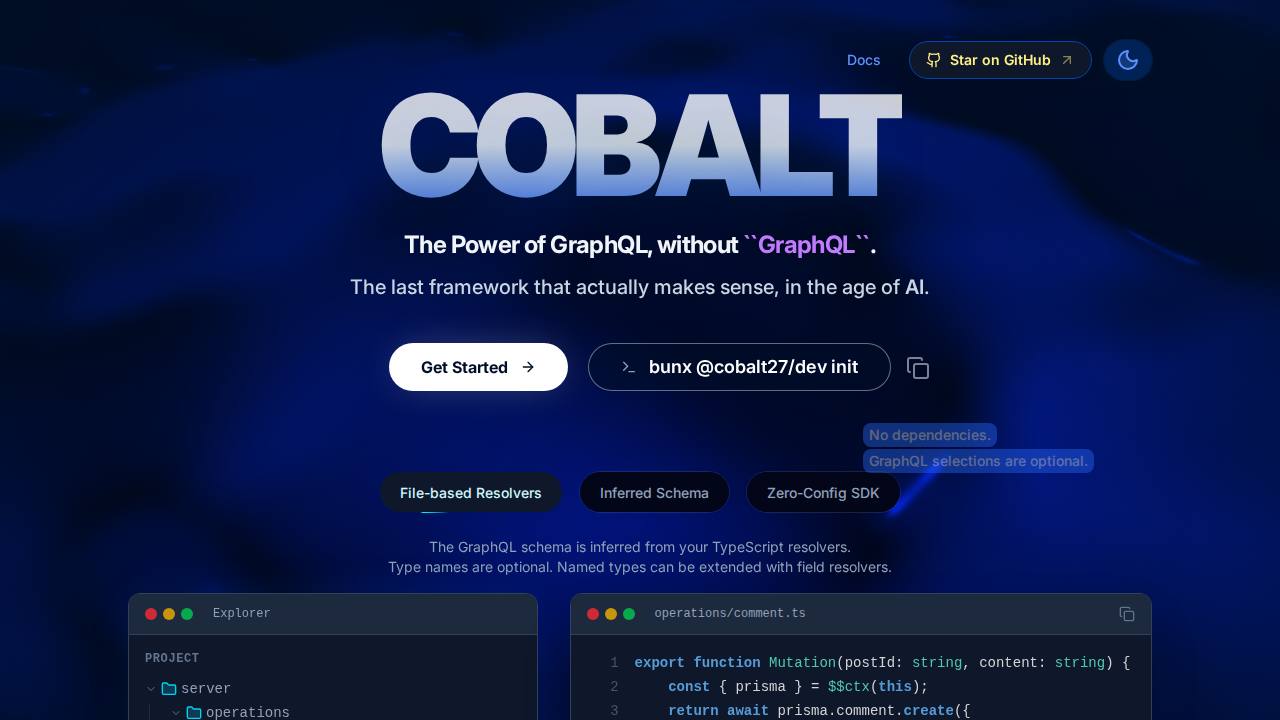 Docs
Star on GitHub
COBALT
The Power of GraphQL, without ``GraphQL``.
The last framework that actually makes sense, in the age of AI.
Get Started
bunx @cobalt27/dev init
No dependencies.
GraphQL selections are optional.
File-based Resolvers
Inferred Schema
Zero-Config SDK
The GraphQL schema is inferred from your TypeScript resolvers.
Type names are optional. Named types can be extended with field resolvers.
Explorer
PROJECT
server
operations
operations/comment.ts
1 export function Mutation(postId: string, content: string) {
2 const { prisma } = $$ctx(this);
3 return await prisma.comment.create({